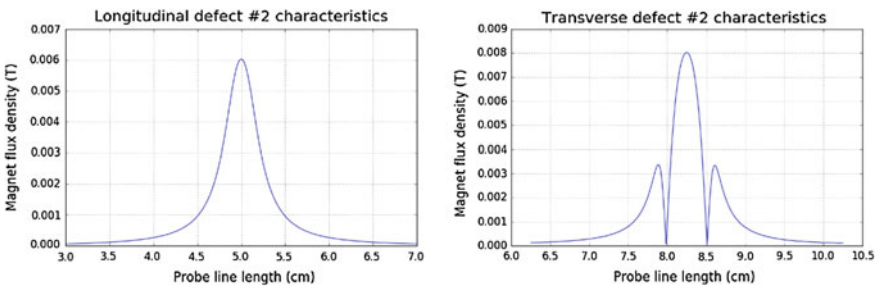 Longitudinal defect #2 characteristics
Magnet flux density (T)
0.007
0.006
0.005
0.004
0.003
0.002
0.001
0.000
3.0 3.5 4.0 4.5 5.0 5.5 6.0 6.5 7.0
Probe line length (cm)
Transverse defect #2 characteristics
Magnet flux density (T)
0.009
0.008
0.007
0.006
0.005
0.004
0.003
0.002
0.001
0.000
6.0 6.5 7.0 7.5 8.0 8.5 9.0 9.5 10.0 10.5
Probe line length (cm)